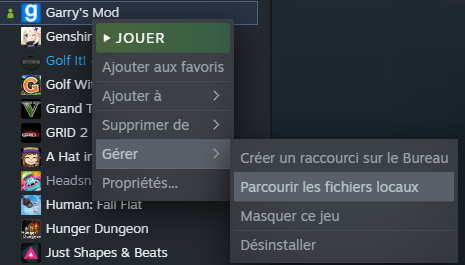 Garry's Mod
JOUER
Genshin
Ajouter aux favoris
Golf It!
Golf Wit
Ajouter à
Grand T
Supprimer de
GRID 2
A Hat in
Gérer
Créer un raccourci sur le Bureau
Headsn
Propriétés...
Parcourir les fichiers locaux
Human: Fall Flat
Masquer ce jeu
Hunger Dungeon
Désinstaller
Just Shapes & Beats